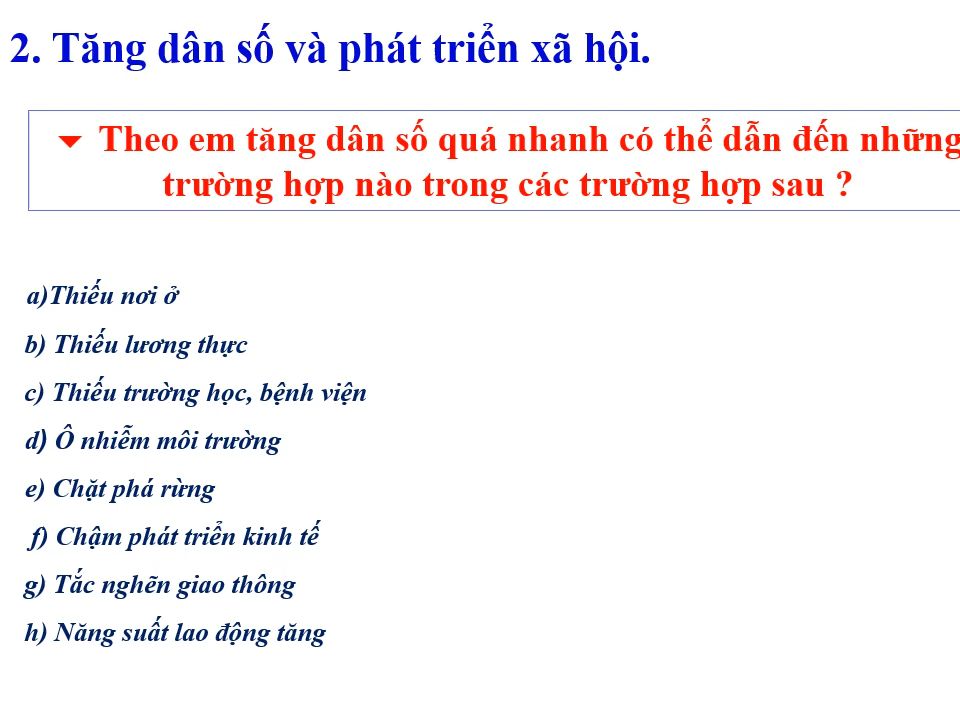 2. Tăng dân số và phát triển xã hội.
Theo em tăng dân số quá nhanh có thể dẫn đến những
trường hợp nào trong các trường hợp sau ?
a)Thiếu nơi ở
b) Thiếu lương thực
c) Thiếu trường học, bệnh viện
d) Ô nhiễm môi trường
e) Chặt phá rừng
f) Chậm phát triển kinh tế
g) Tắc nghẽn giao thông
h) Năng suất lao động tăng